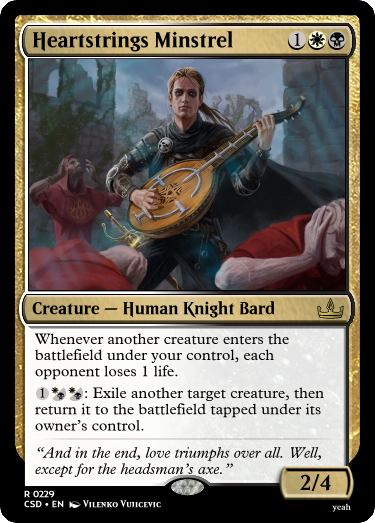 Heartstrings Minstrel 1
Creature — Human Knight Bard
Whenever another creature enters the
battlefield under your control, each
opponent loses 1 life.
1 : Exile another target creature, then
return it to the battlefield tapped under its
owner's control.
“And in the end, love triumphs over all. Well,
except for the headsman's axe.”
2/4
R 0229
CSD • EN Vilenko Vujicevic
yeah